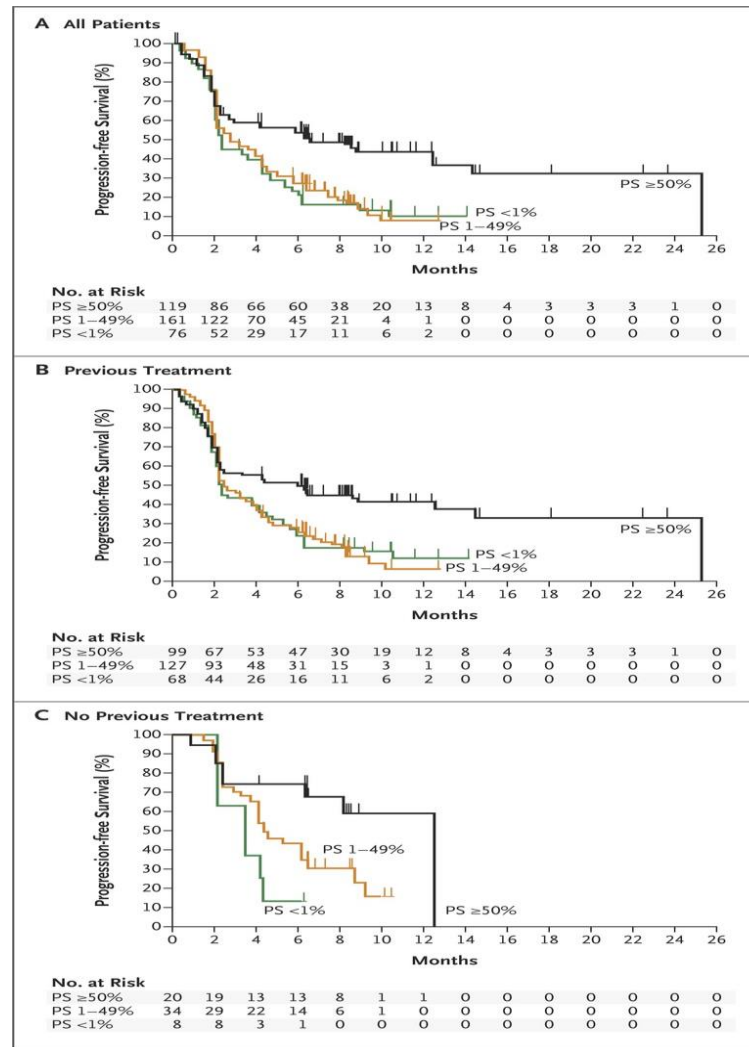 A All Patients
Progression-free Survival (%)
100
90
80
70
60
50
40
30
20
10
0
PS ≥50%
PS <1%
PS 1–49%
0 2 4 6 8 10 12 14 16 18 20 22 24 26
Months
No. at Risk
PS ≥50% 119 86 66 60 38 20 13 8 4 3 3 3 1 0
PS 1–49% 161 122 70 45 21 4 1 0 0 0 0 0 0 0
PS <1% 76 52 29 17 11 6 2 0 0 0 0 0 0 0
B Previous Treatment
Progression-free Survival (%)
100
90
80
70
60
50
40
30
20
10
0
PS ≥50%
PS <1%
PS 1–49%
0 2 4 6 8 10 12 14 16 18 20 22 24 26
Months
No. at Risk
PS ≥50% 99 67 53 47 30 19 12 8 4 3 3 3 1 0
PS 1–49% 127 93 48 31 15 3 1 0 0 0 0 0 0 0
PS <1% 68 44 26 16 11 6 2 0 0 0 0 0 0 0
C No Previous Treatment
Progression-free Survival (%)
100
90
80
70
60
50
40
30
20
10
0
PS 1–49%
PS <1%
PS ≥50%
0 2 4 6 8 10 12 14 16 18 20 22 24 26
Months
No. at Risk
PS ≥50% 20 19 13 13 8 1 1 0 0 0 0 0 0 0
PS 1–49% 34 29 22 14 6 1 0 0 0 0 0 0 0 0
PS <1% 8 8 3 1 0 0 0 0 0 0 0 0 0 0